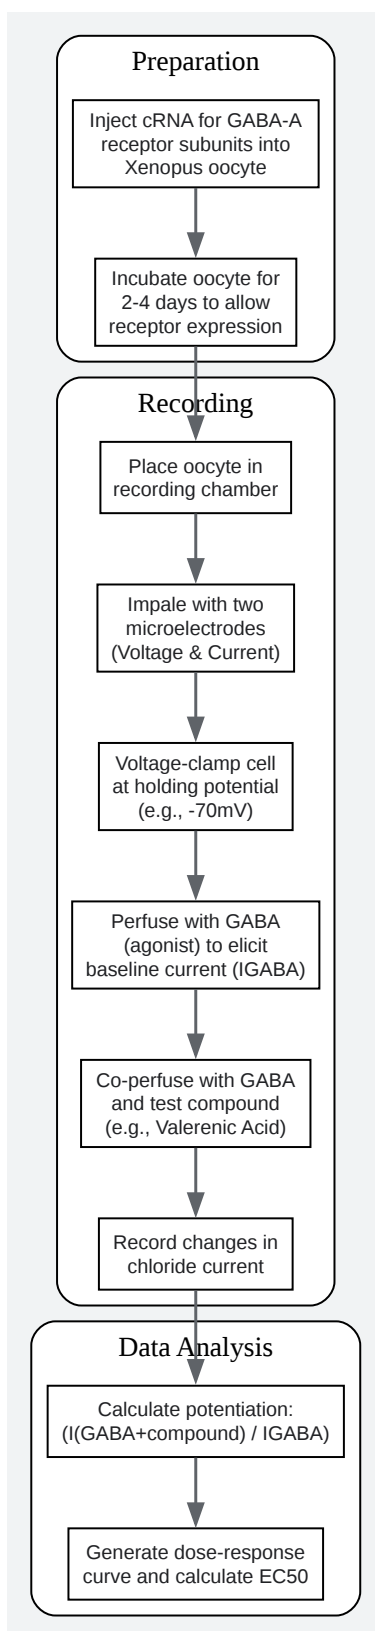 Preparation
Inject cRNA for GABA-A
receptor subunits into
Xenopus oocyte
Incubate oocyte for
2-4 days to allow
receptor expression
Recording
Place oocyte in
recording chamber
Impale with two
microelectrodes
(Voltage & Current)
Voltage-clamp cell
at holding potential
(e.g., -70mV)
Perfuse with GABA
(agonist) to elicit
baseline current (IGABA)
Co-perfuse with GABA
and test compound
(e.g., Valerenic Acid)
Record changes in
chloride current
Data Analysis
Calculate potentiation:
(I(GABA+compound) / IGABA)
Generate dose-response
curve and calculate EC50